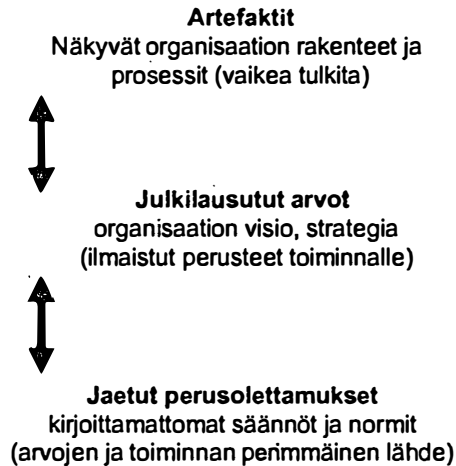 Artefaktit
Näkyvät organisaation rakenteet ja
prosessit (vaikea tulkita)
Julkilausutut arvot
organisaation visio, strategia
(ilmaistut perusteet toiminnalle)
Jaetut perusolettamukset
kirjoittamattomat säännöt ja normit
(arvojen ja toiminnan perimmäinen lähde)